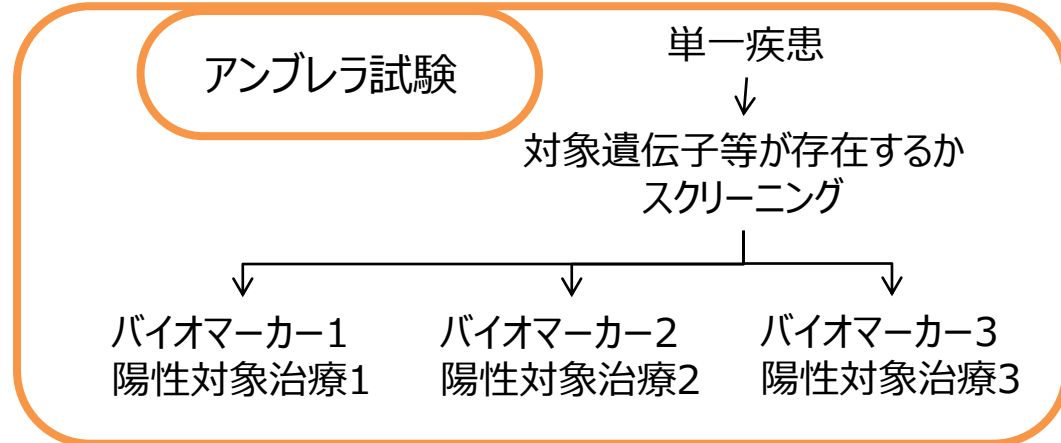 アンブレラ試験
単一疾患
対象遺伝子等が存在するか
スクリーニング
バイオマーカー1
陽性対象治療1
バイオマーカー2
陽性対象治療2
バイオマーカー3
陽性対象治療3